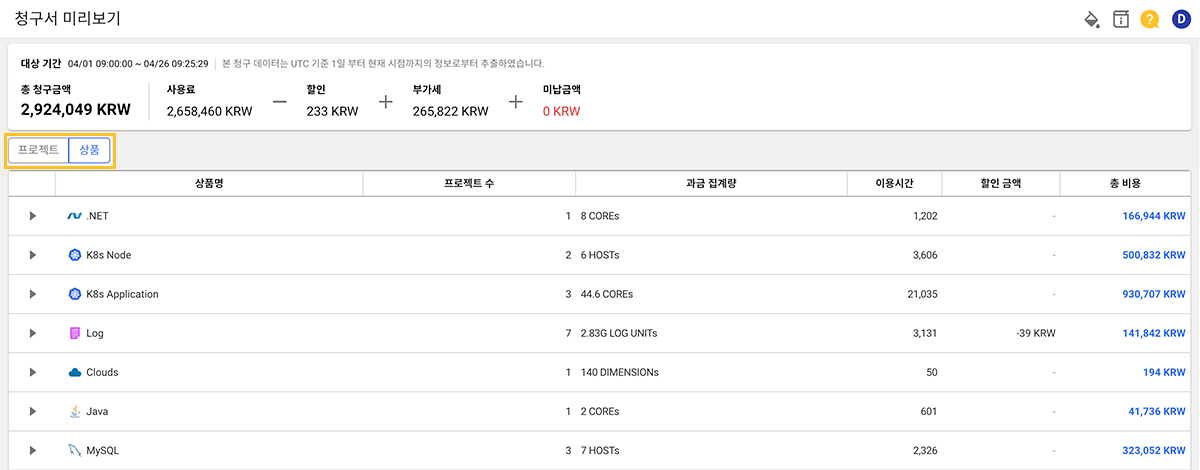 청구서 미리보기
D
대상 기간 04/01 09:00:00 ~ 04/26 09:25:29 본 청구 데이터는 UTC 기준 1일 부터 현재 시점까지의 정보로부터 추출하였습니다.
총 청구금액 사용료 할인 부가세 미납금액
2,924,049 KRW 2,658,460 KRW — 233 KRW + 265,822 KRW + 0 KRW
프로젝트 상품
상품명 프로젝트 수 과금 집계량 이용시간 할인 금액 총 비용
.NET 1 8 COREs 1,202 - 166,944 KRW
K8s Node 2 6 HOSTs 3,606 - 500,832 KRW
K8s Application 3 44.6 COREs 21,035 - 930,707 KRW
Log 7 2.83G LOG UNITs 3,131 -39 KRW 141,842 KRW
Clouds 1 140 DIMENSIONs 50 - 194 KRW
Java 1 2 COREs 601 - 41,736 KRW
MySQL 3 7 HOSTs 2,326 - 323,052 KRW